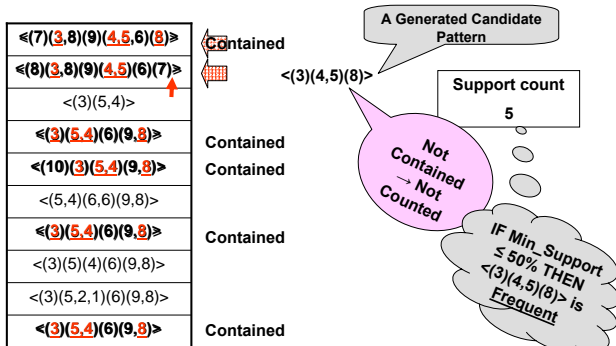 <(7)(3,8)(9)(4,5,6)(8)>
Contained
<(8)(3,8)(9)(4,5)(6)(7)>
<(3)(5,4)>
<(3)(5,4)(6)(9,8)>
Contained
<(10)(3)(5,4)(9,8)>
Contained
<(5,4)(6,6)(9,8)>
<(3)(5,4)(6)(9,8)>
Contained
<(3)(5)(4)(6)(9,8)>
<(3)(5,2,1)(6)(9,8)>
<(3)(5,4)(6)(9,8)>
Contained
A Generated Candidate
Pattern
<(3)(4,5)(8)>
Support count
5
Not
Contained
→ Not
Counted
IF Min_Support
≤ 50% THEN
<(3)(4,5)(8)> is
Frequent